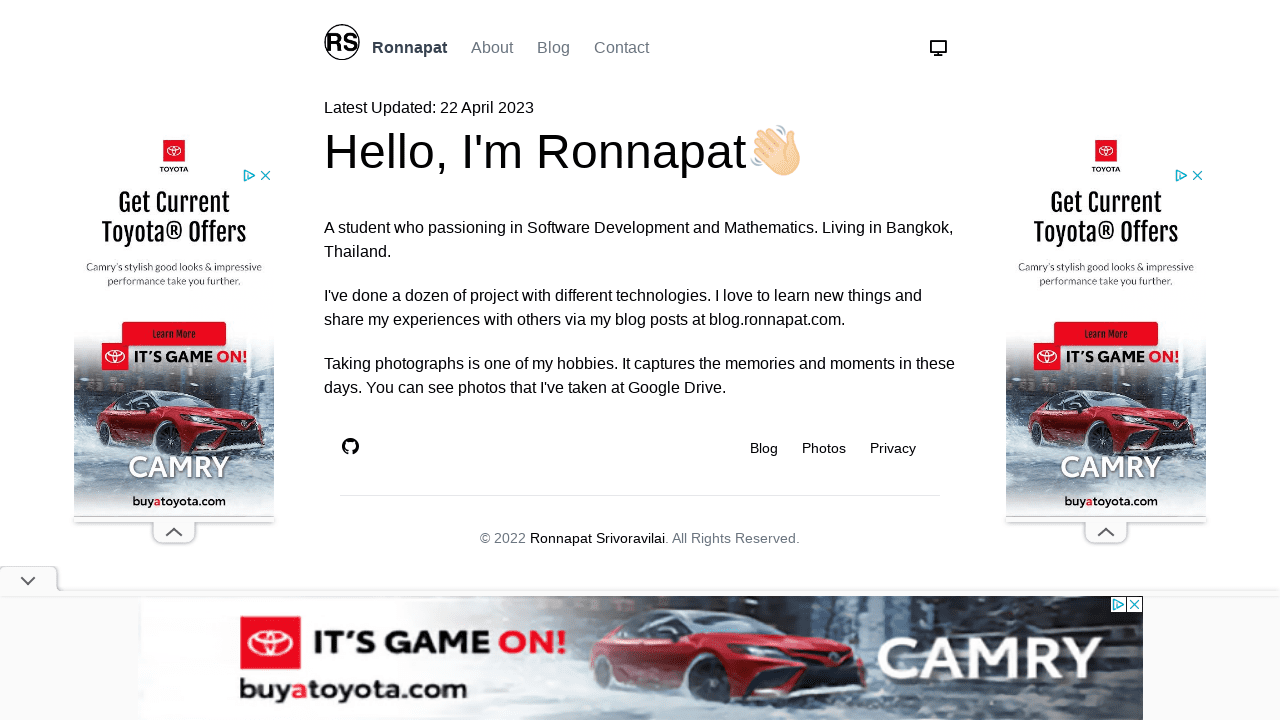 RS Ronnapat About Blog Contact
Latest Updated: 22 April 2023
Hello, I'm Ronnapat👋🏻
A student who passioning in Software Development and Mathematics. Living in Bangkok,
Thailand.
I've done a dozen of project with different technologies. I love to learn new things and
share my experiences with others via my blog posts at blog.ronnapat.com.
Taking photographs is one of my hobbies. It captures the memories and moments in these
days. You can see photos that I've taken at Google Drive.
Blog Photos Privacy
© 2022 Ronnapat Srivoravilai. All Rights Reserved.
TOYOTA
Get Current
Toyota® Offers
Camry's stylish good looks & impressive
performance take you further.
Learn More
IT'S GAME ON!
CAMRY
buyatoyota.com
TOYOTA
Get Current
Toyota® Offers
Camry's stylish good looks & impressive
performance take you further.
Learn More
IT'S GAME ON!
CAMRY
buyatoyota.com
IT'S GAME ON!
buyatoyota.com
CAMRY